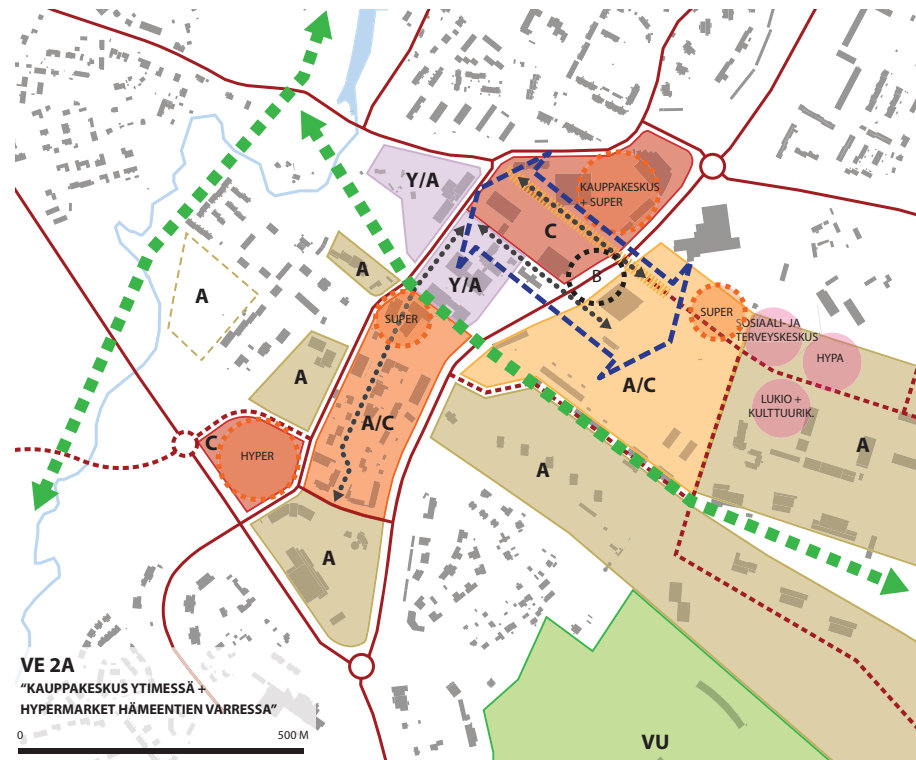 Y/A
KAUPPAKESKUS
+ SUPER
C
A
Y/A
B
A
SUPER
SUPER
SOSIAALI- JA
TERVEYSKESKUS
HYPA
A
A/C
LUKIO +
KULTTUURIK.
A/C
C
HYPER
A
A
A
VE 2A
“KAUPPAKESKUS YTIMESSÄ +
HYPERMARKET HÄMEENTIEN VARRESSA”
0
500 M
VU